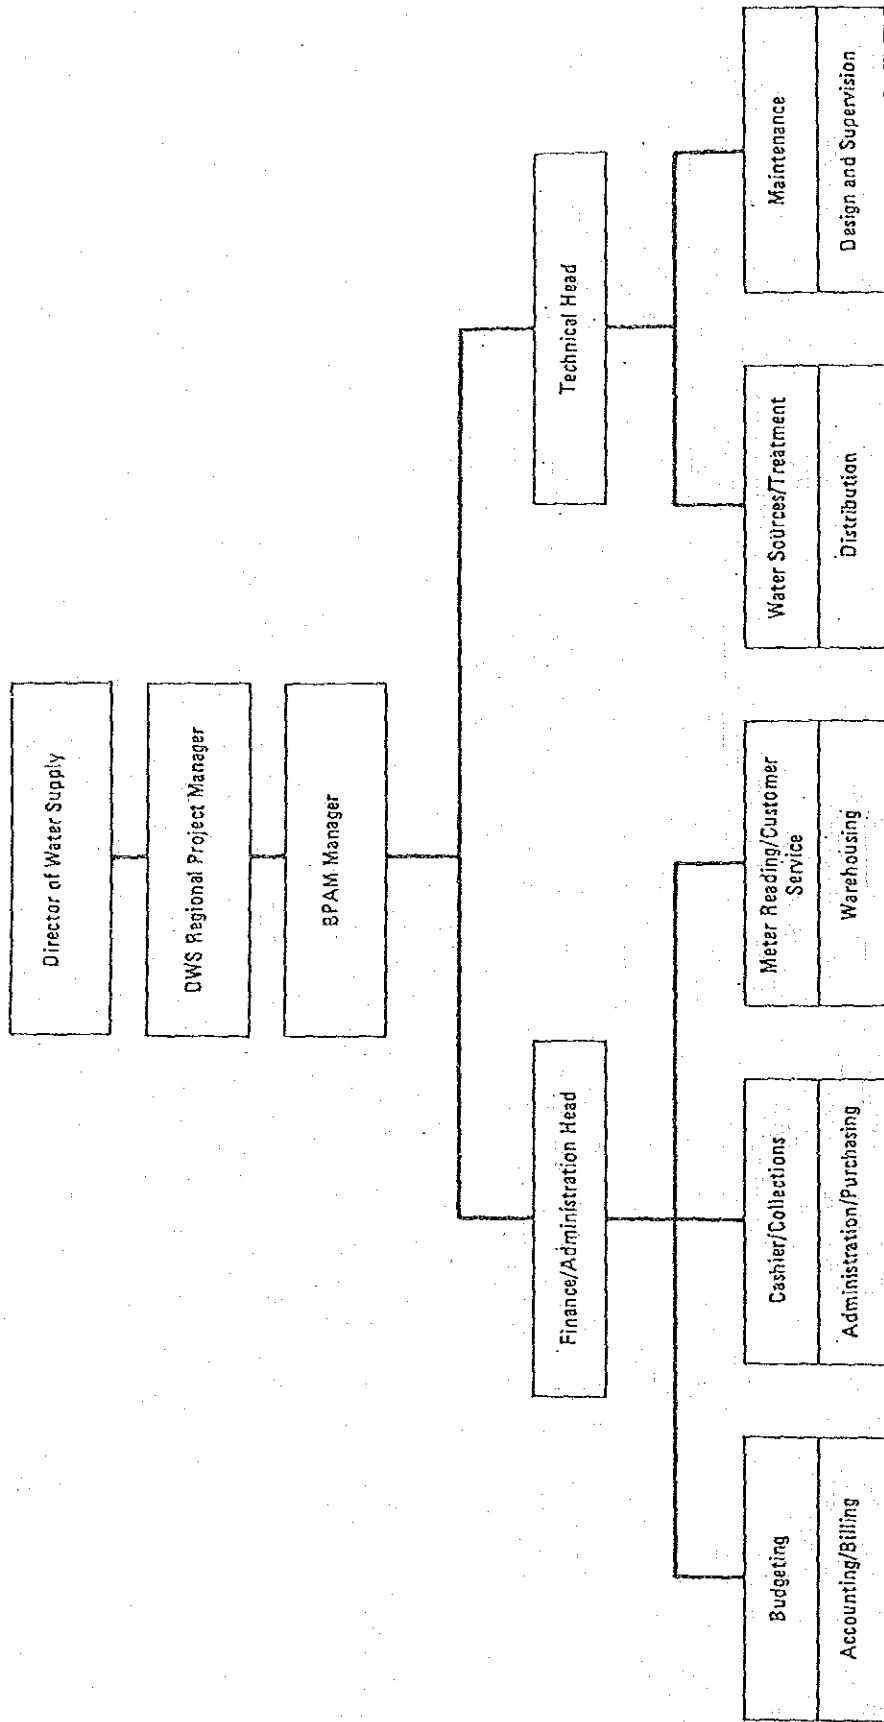 Director of Water Supply
DWS Regional Project Manager
BPAM Manager
Finance/Administration Head
Technical Head
Budgeting
Accounting/Billing
Cashier/Collections
Administration/Purchasing
Meter Reading/Customer
Service
Warehousing
Water Sources/Treatment
Distribution
Maintenance
Design and Supervision